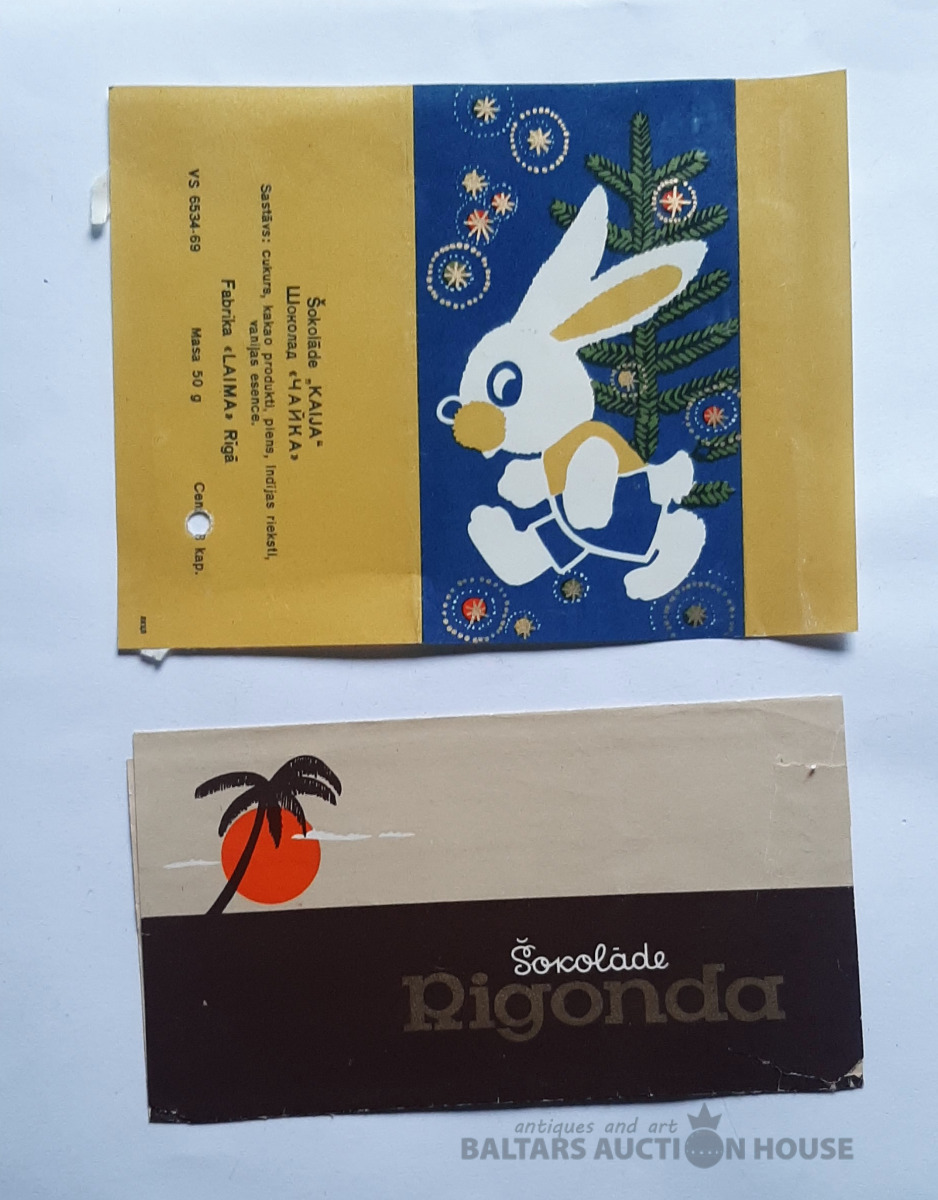 Šokolāde „KAIJA“
Шоколад «ЧАЙКА»
Sastāvs: cukurs, kakao produkti, piens, Indijas rieksti,
vanijas esence.
Fabrika «LAIMA» Rīgā
VS 6534-69 Masa 50 g kap.
Šokolāde
Rigonda
antiques and art
BALTARS AUCTION HOUSE